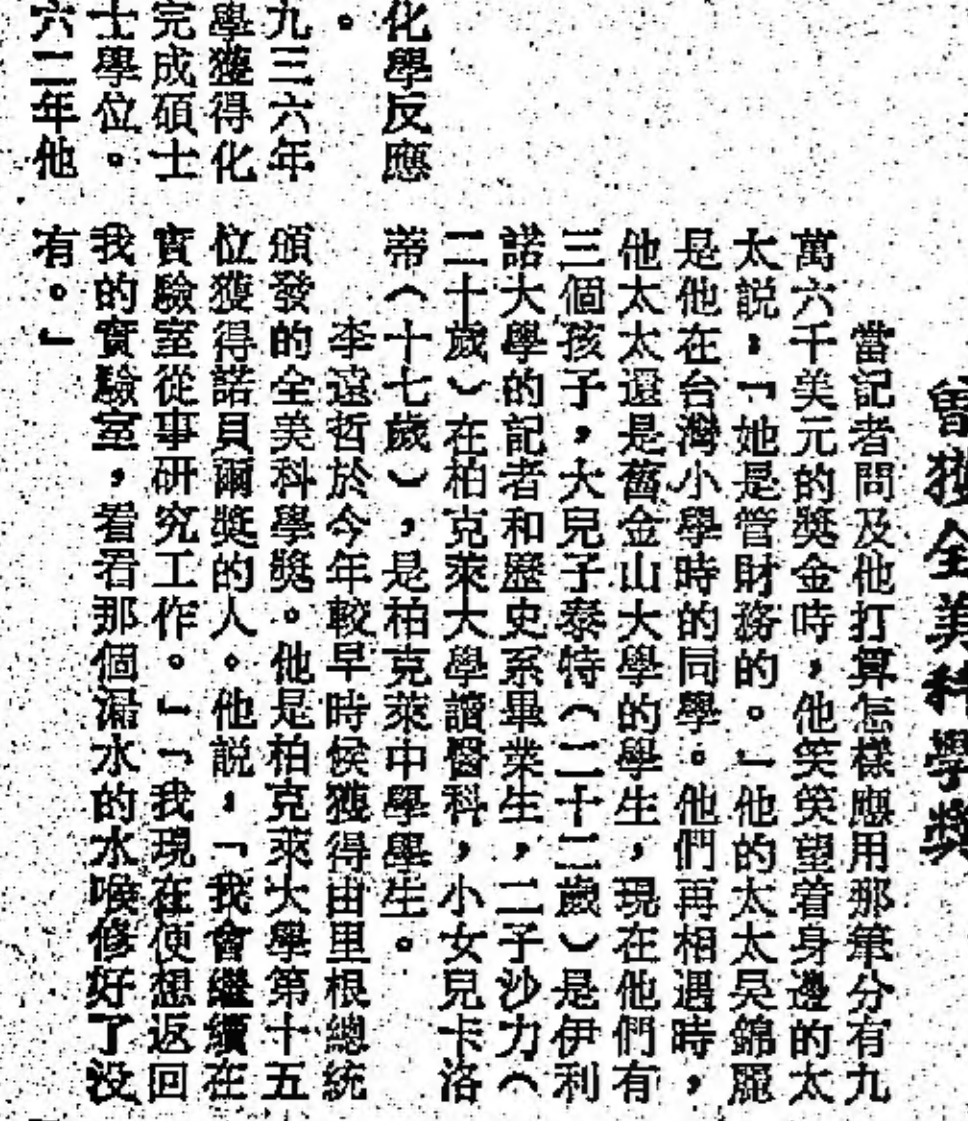 曾獲全美科學獎
當記者問及他打算怎樣應用那筆分有九
萬六千美元的獎金時，他笑笑望着身邊的太
太説：「她是管財務的。」他的太太吳錦麗
是他在台灣小學時的同學。他們再相遇時，
他太太還是舊金山大學的學生，現在他們有
三個孩子，大兒子泰特（二十二歲）是伊利
諾大學的記者和歷史系畢業生，二子沙力（
二十歲）在柏克萊大學讀醫科，小女兒卡洛
蒂（十七歲），是柏克萊中學學生。
李遠哲於今年較早時候獲得由里根總統
頒發的全美科學獎。他是柏克萊大學第十五
位獲得諾貝爾獎的人。他説：「我會繼續在
實驗室從事研究工作。」「我現在便想返回
我的實驗室，看看那個漏水的水喉修好了没
有。」
化學反應
。
九三六年
學獲得化
完成碩士
士學位。
六二年他